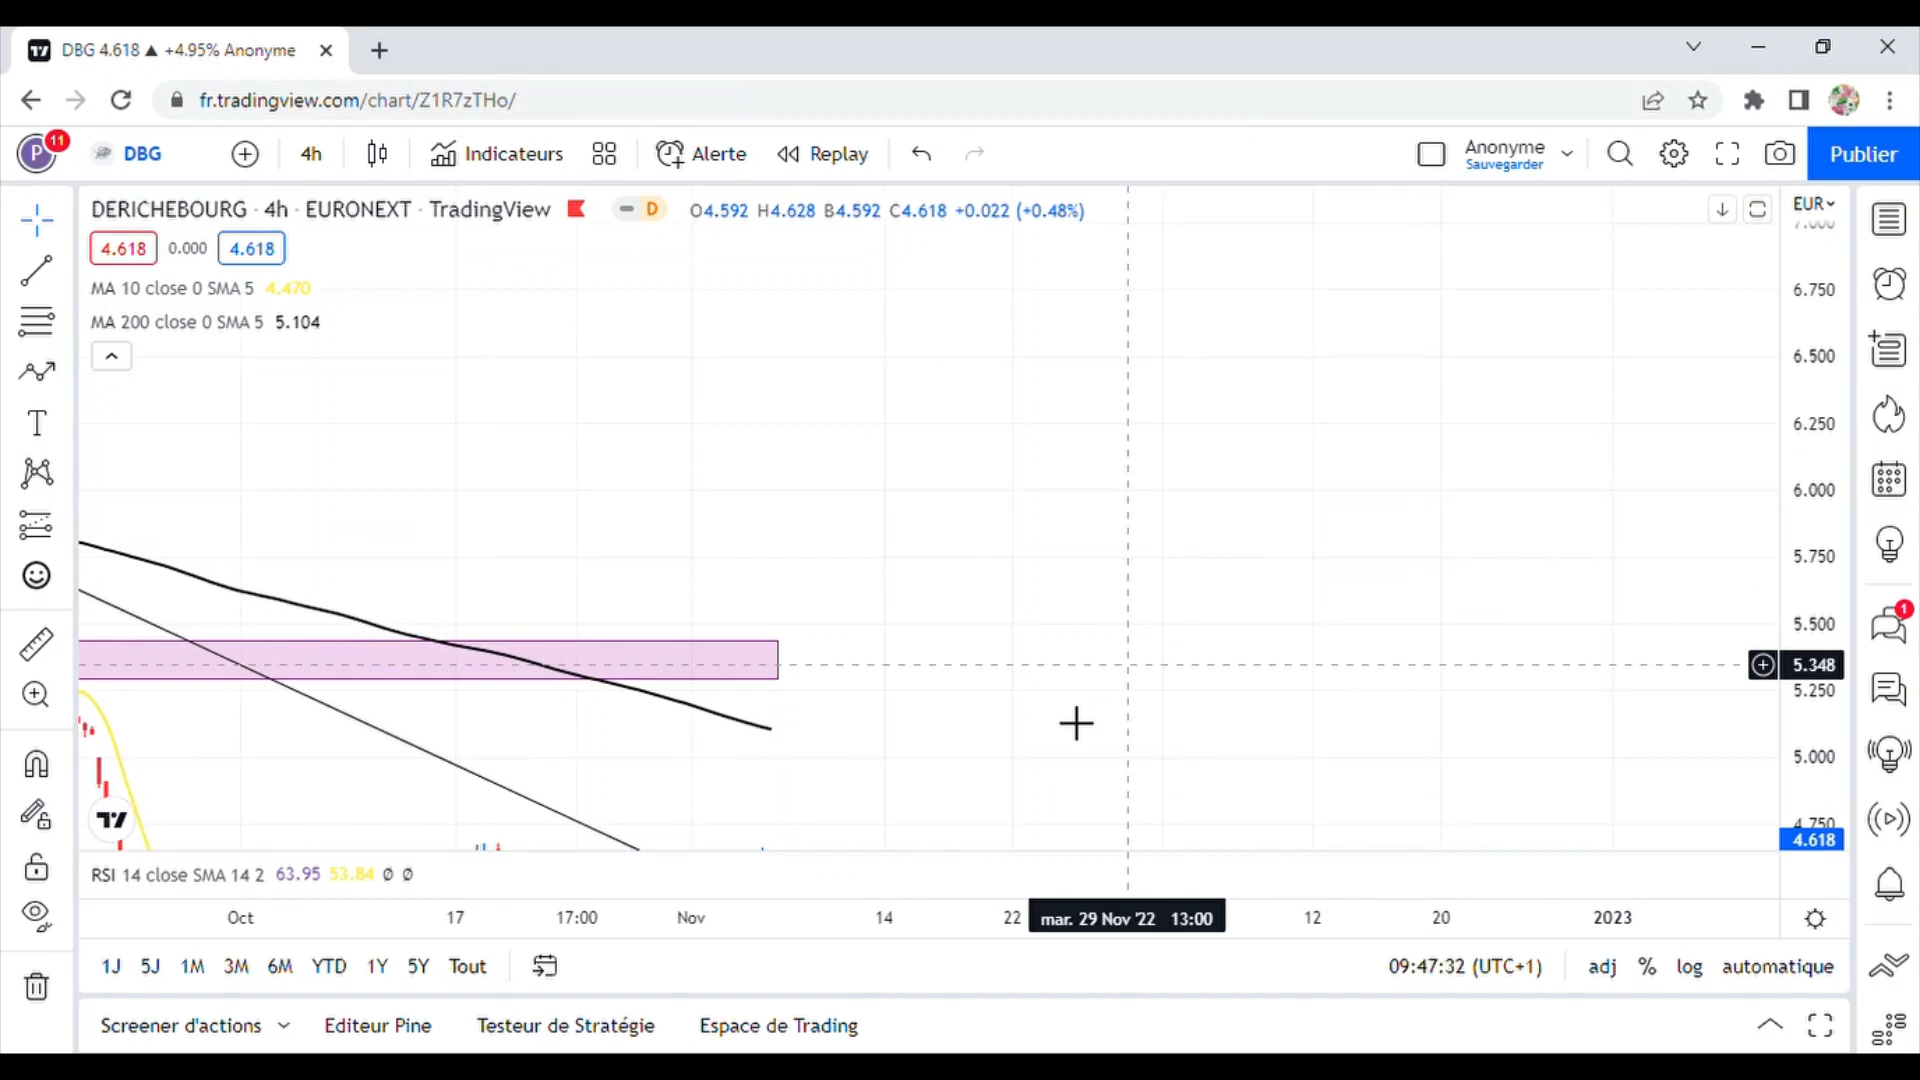 DBG 4.618 ▲ +4.95% Anonyme
fr.tradingview.com/chart/Z1R7zTHo/
P
11
DBG
4h
Indicateurs
Alerte
Replay
Anonyme
Sauvegarder
Publier
DERICHEBOURG · 4h · EURONEXT · TradingView
D
O4.592 H4.628 B4.592 C4.618 +0.022 (+0.48%)
EUR
7.000
4.618
0.000
4.618
MA 10 close 0 SMA 5 4.470
MA 200 close 0 SMA 5 5.104
6.750
6.500
6.250
6.000
5.750
5.500
5.348
5.250
5.000
4.750
4.618
1
RSI 14 close SMA 14 2 63.95 53.84 Ø Ø
Oct
17
17:00
Nov
14
22
mar. 29 Nov '22 13:00
12
20
2023
1J 5J 1M 3M 6M YTD 1Y 5Y Tout
09:47:32 (UTC+1)
adj % log automatique
Screener d'actions
Editeur Pine
Testeur de Stratégie
Espace de Trading